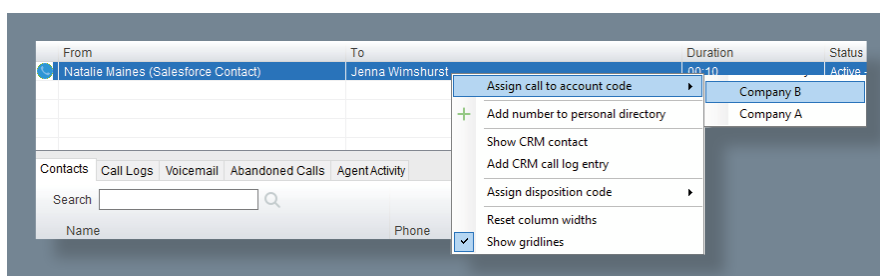 From To Duration Status
Natalie Maines (Salesforce Contact) Jenna Wimshurst 00:10 Active -
Assign call to account code
Company B
Add number to personal directory
Company A
Show CRM contact
Add CRM call log entry
Contacts Call Logs Voicemail Abandoned Calls Agent Activity
Assign disposition code
Search
Reset column widths
Name Phone
Show gridlines